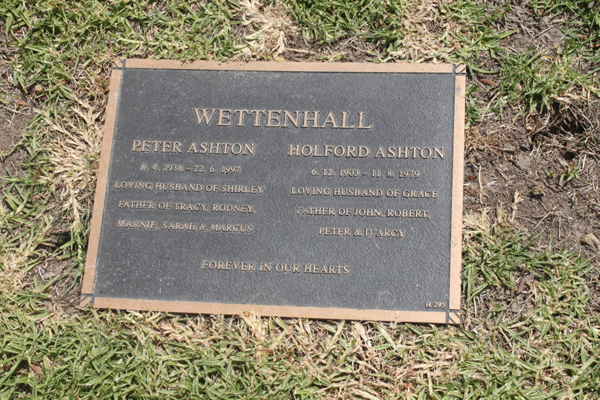 WETTENHALL
PETER ASHTON
8. 4. 1938 - 22. 6. 1997
LOVING HUSBAND OF SHIRLEY
FATHER OF TRACY, RODNEY,
MARNIE, SARAH & MARCUS
HOLFORD ASHTON
6. 12. 1903 - 11. 8. 1979
LOVING HUSBAND OF GRACE
FATHER OF JOHN, ROBERT,
PETER & D'ARCY
FOREVER IN OUR HEARTS
H 295